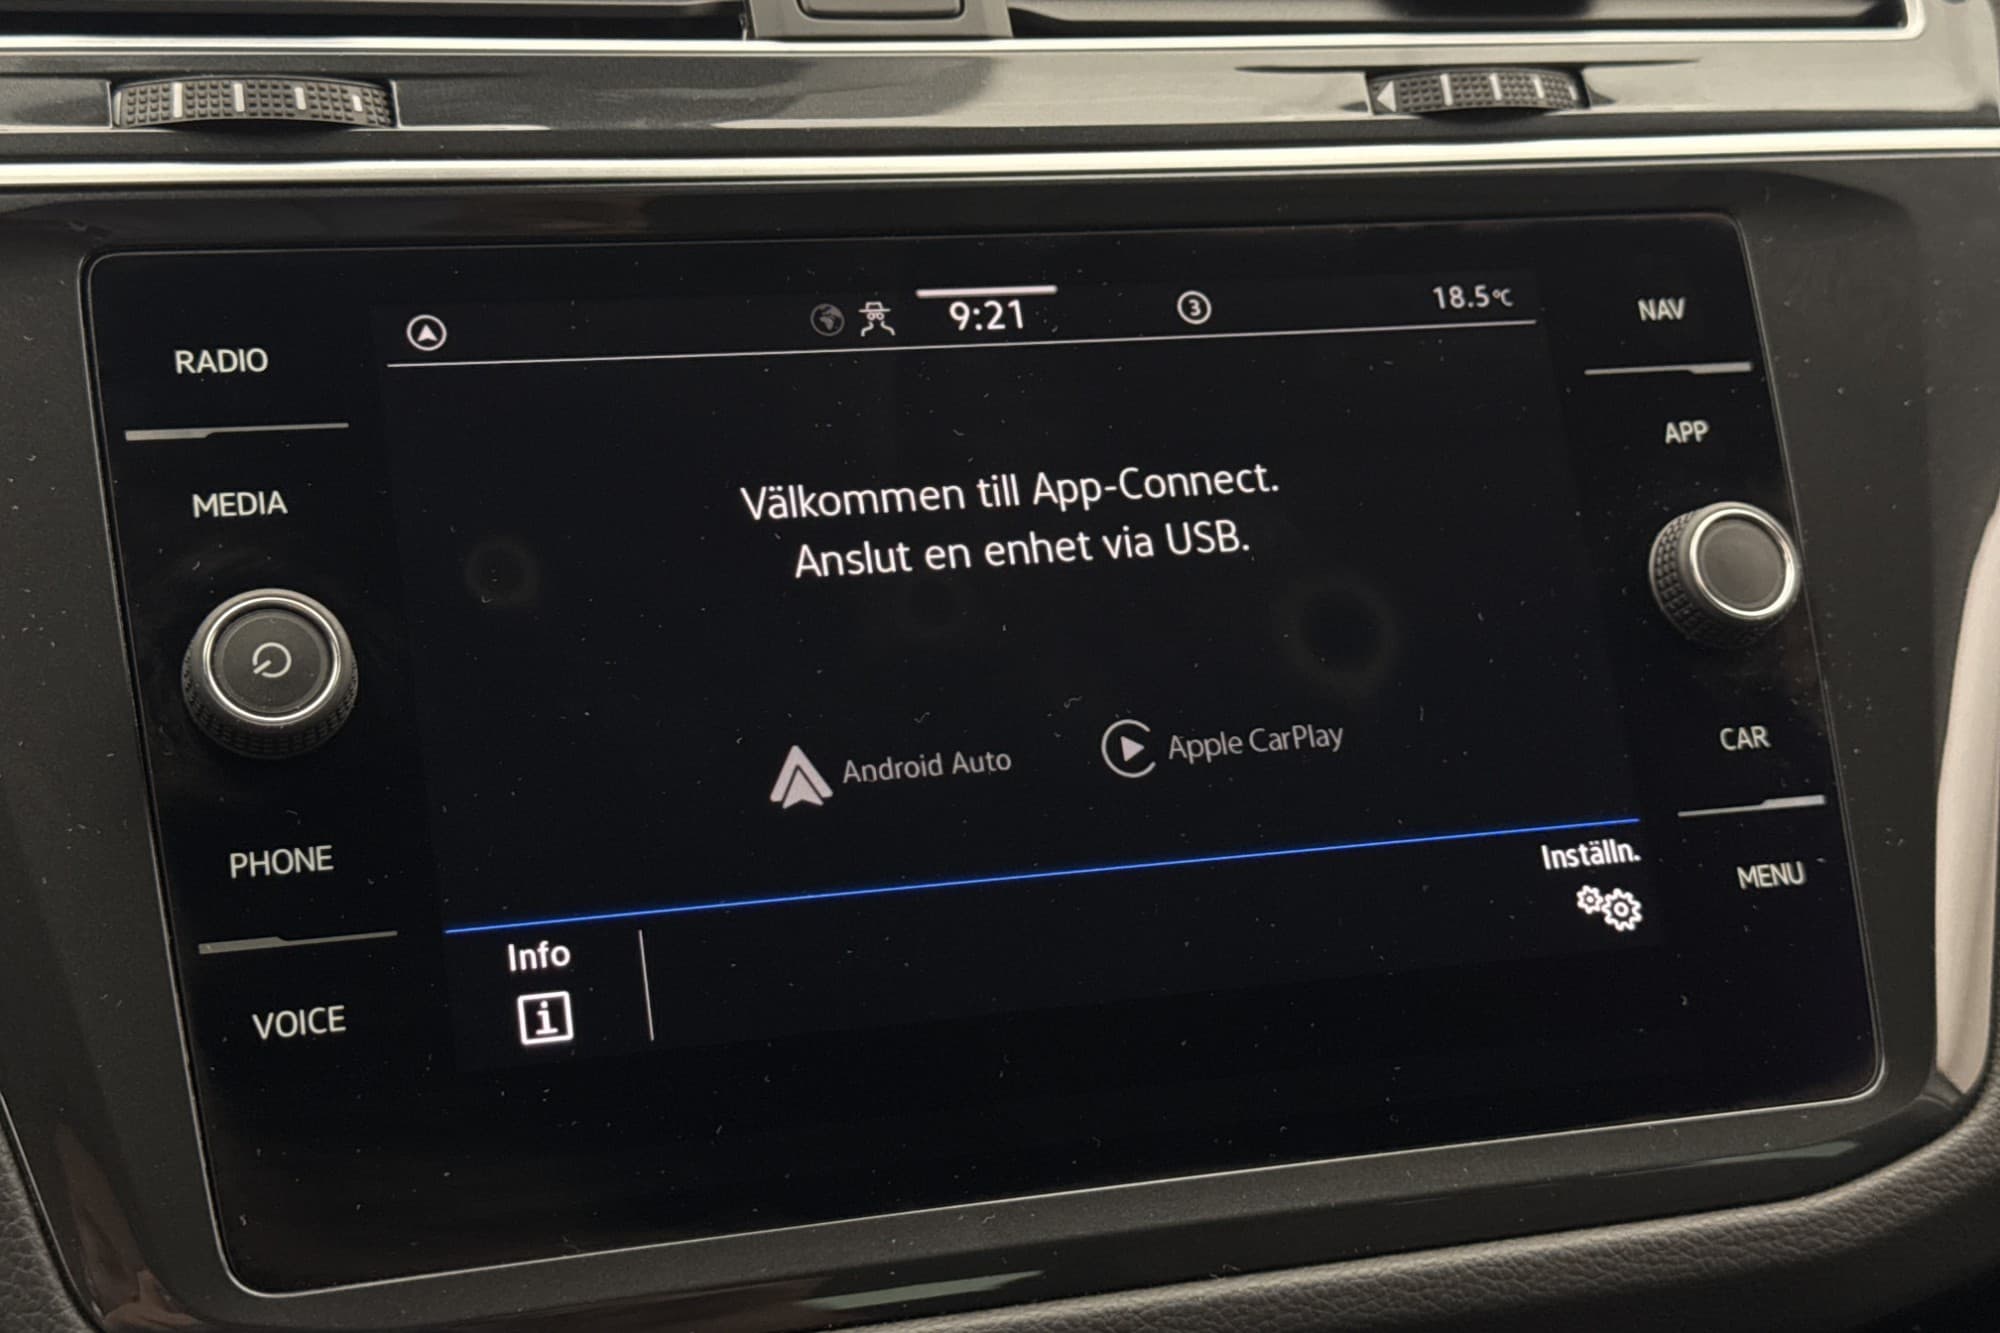 9:21
3
18.5°C
RADIO
MEDIA
PHONE
VOICE
Välkommen till App-Connect.
Anslut en enhet via USB.
Android Auto
Apple CarPlay
Info
i
Inställn.
NAV
APP
CAR
MENU